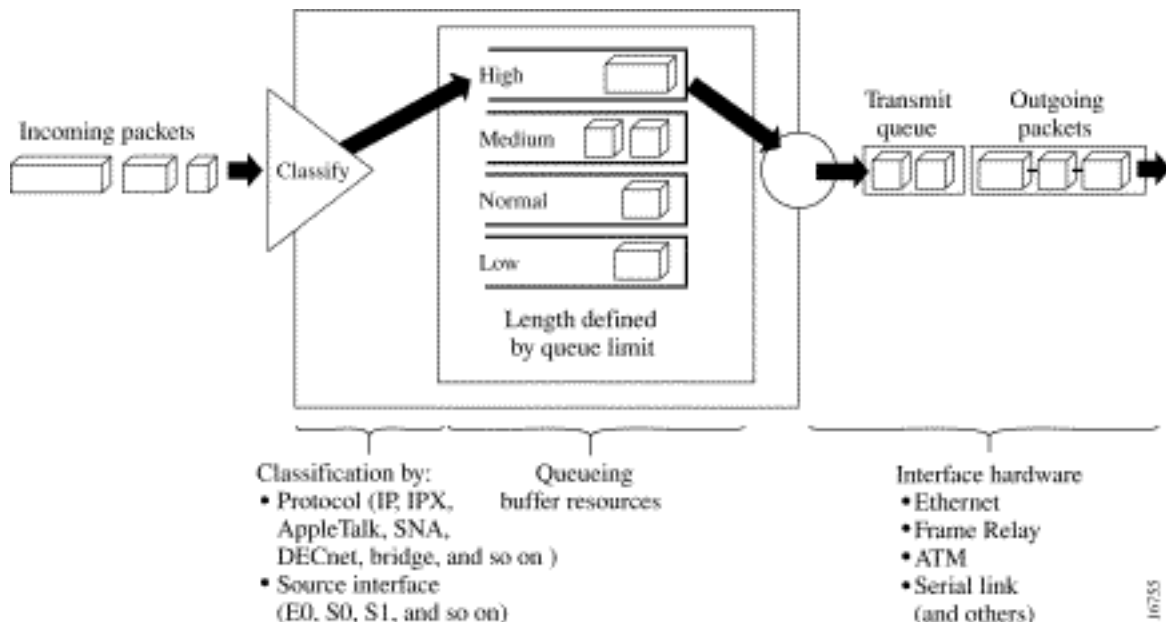 Incoming packets
Classify
High
Medium
Normal
Low
Length defined
by queue limit
Transmit
queue
Outgoing
packets
Classification by:
• Protocol (IP, IPX,
AppleTalk, SNA,
DECnet, bridge, and so on )
• Source interface
(E0, S0, S1, and so on)
Queueing
buffer resources
Interface hardware
• Ethernet
• Frame Relay
• ATM
• Serial link
(and others)
16755